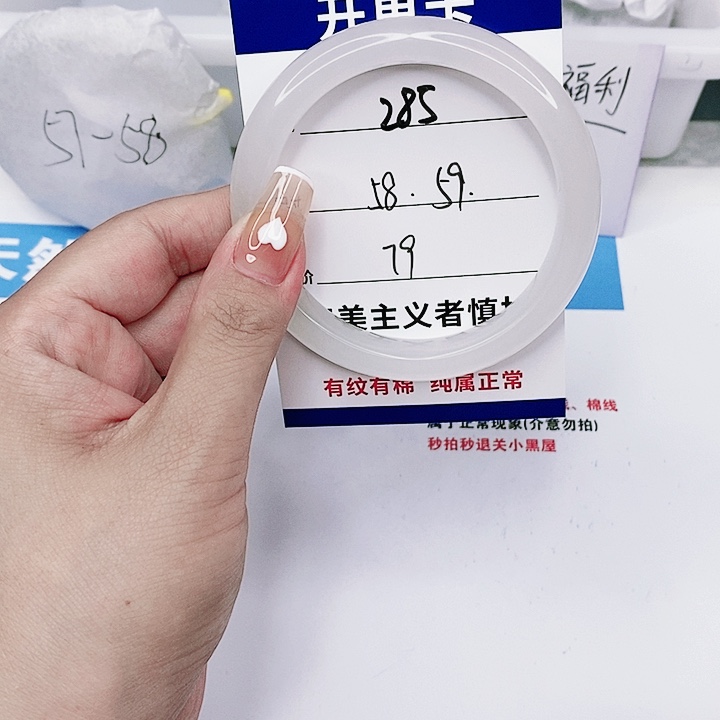 285
57-58
福利
58.59.
79
价
美主义者慎
有纹有棉 纯属正常
、棉线
属于正常现象(介意勿拍)
秒拍秒退关小黑屋